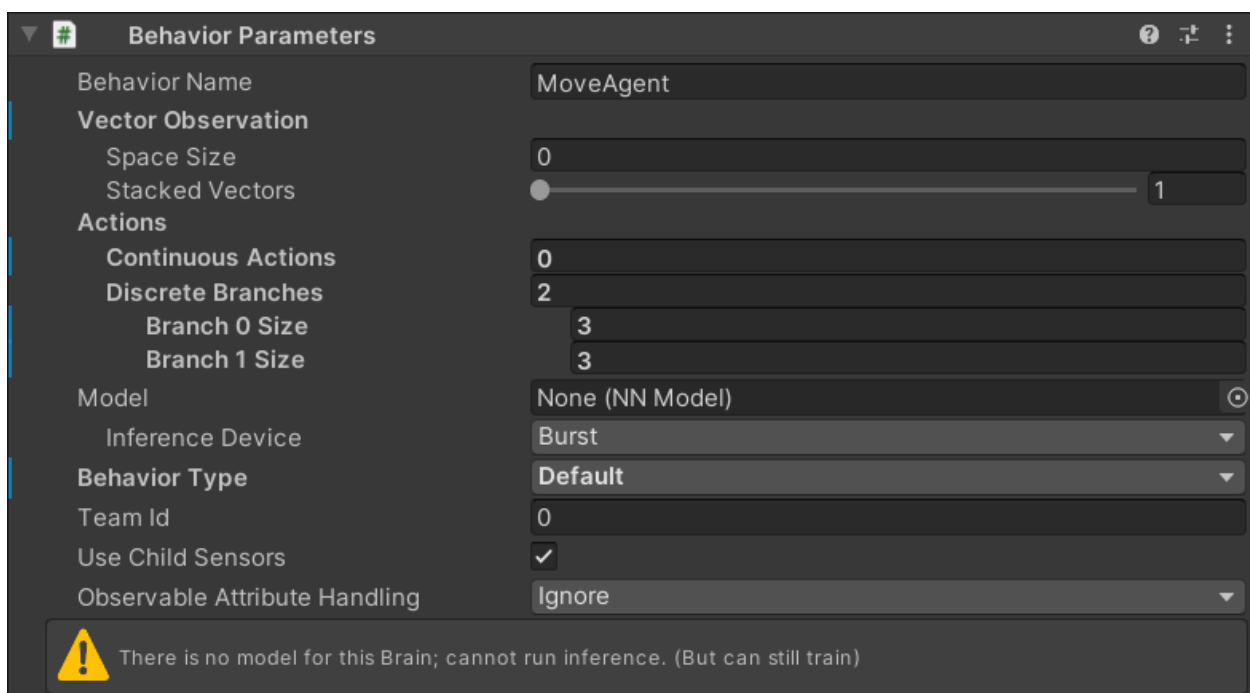 # Behavior Parameters
Behavior Name MoveAgent
Vector Observation
Space Size 0
Stacked Vectors 1
Actions
Continuous Actions 0
Discrete Branches 2
Branch 0 Size 3
Branch 1 Size 3
Model None (NN Model)
Inference Device Burst
Behavior Type Default
Team Id 0
Use Child Sensors
Observable Attribute Handling Ignore
There is no model for this Brain; cannot run inference. (But can still train)